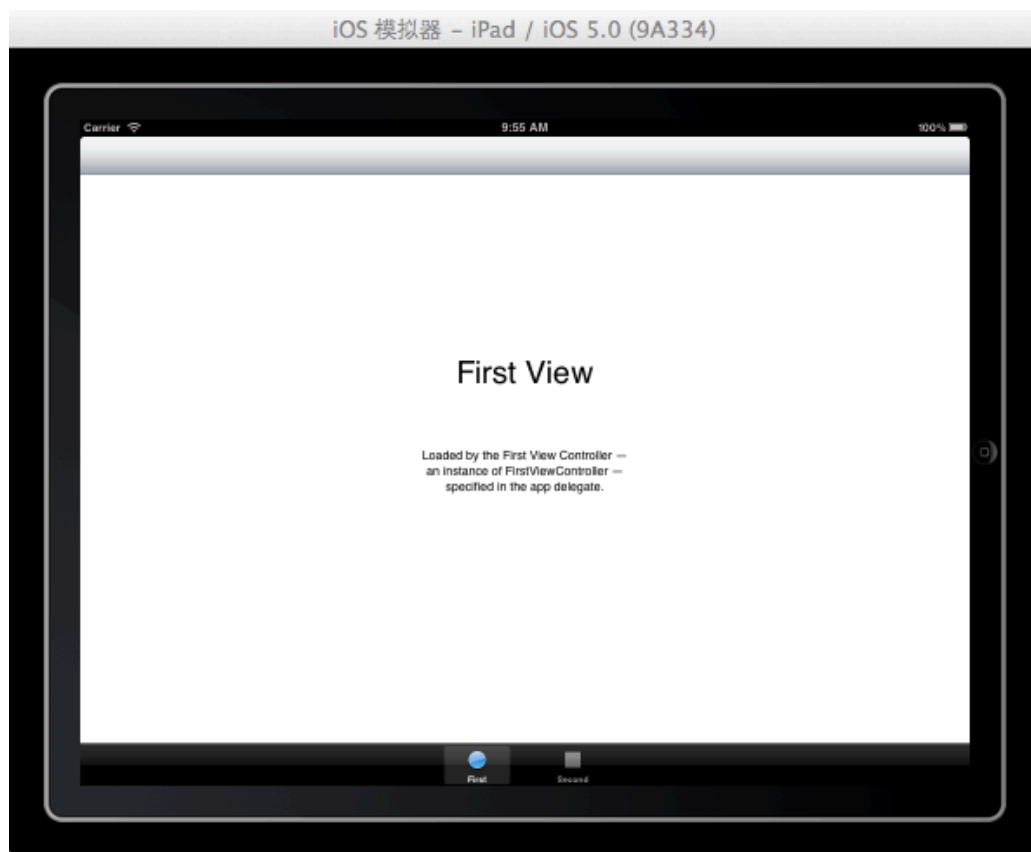 iOS 模拟器 – iPad / iOS 5.0 (9A334)
Carrier 9:55 AM 100%
First View
Loaded by the First View Controller —
an instance of FirstViewController —
specified in the app delegate.
First Second